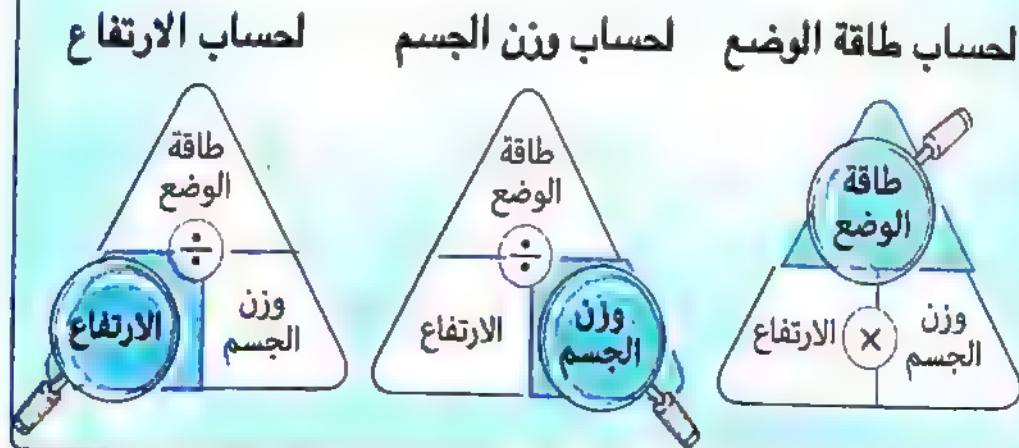 لحساب طاقة الوضع
طاقة
الوضع
وزن
الجسم
×
الارتفاع
لحساب وزن الجسم
طاقة
الوضع
÷
وزن
الجسم
الارتفاع
لحساب الارتفاع
طاقة
الوضع
÷
وزن
الجسم
الارتفاع